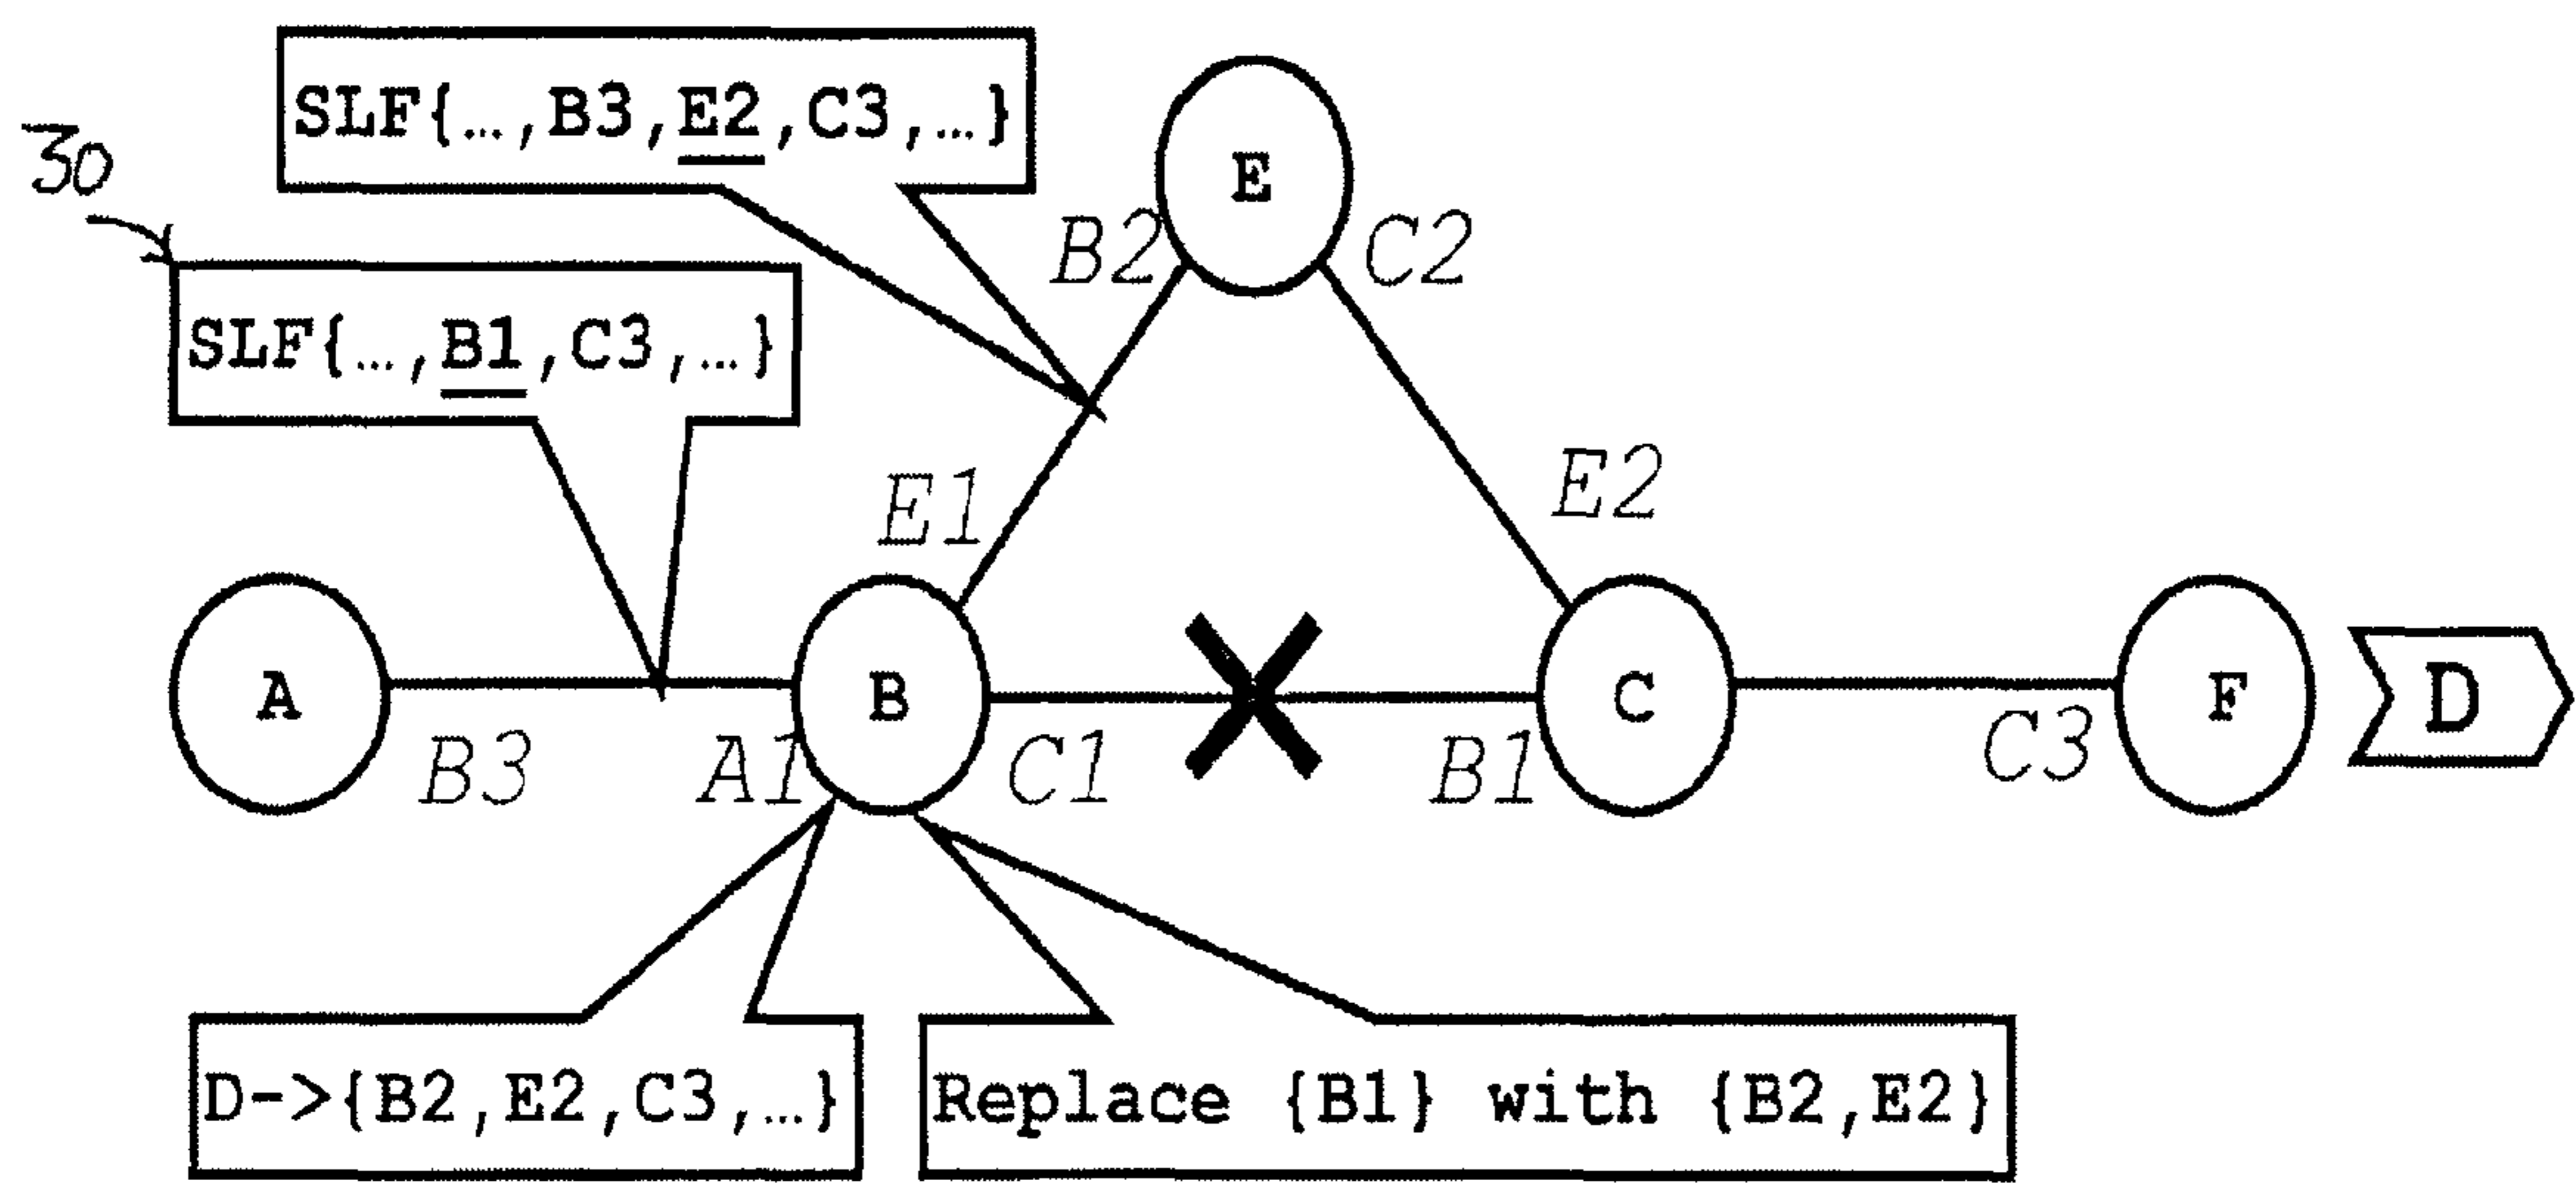 SLF{…,B3,E2,C3,…}
E
30
B2
C2
SLF{…,B1,C3,…}
E1
E2
A
B
C
F
D
B3
A1
C1
B1
C3
D->{B2,E2,C3,…}
Replace {B1} with {B2,E2}